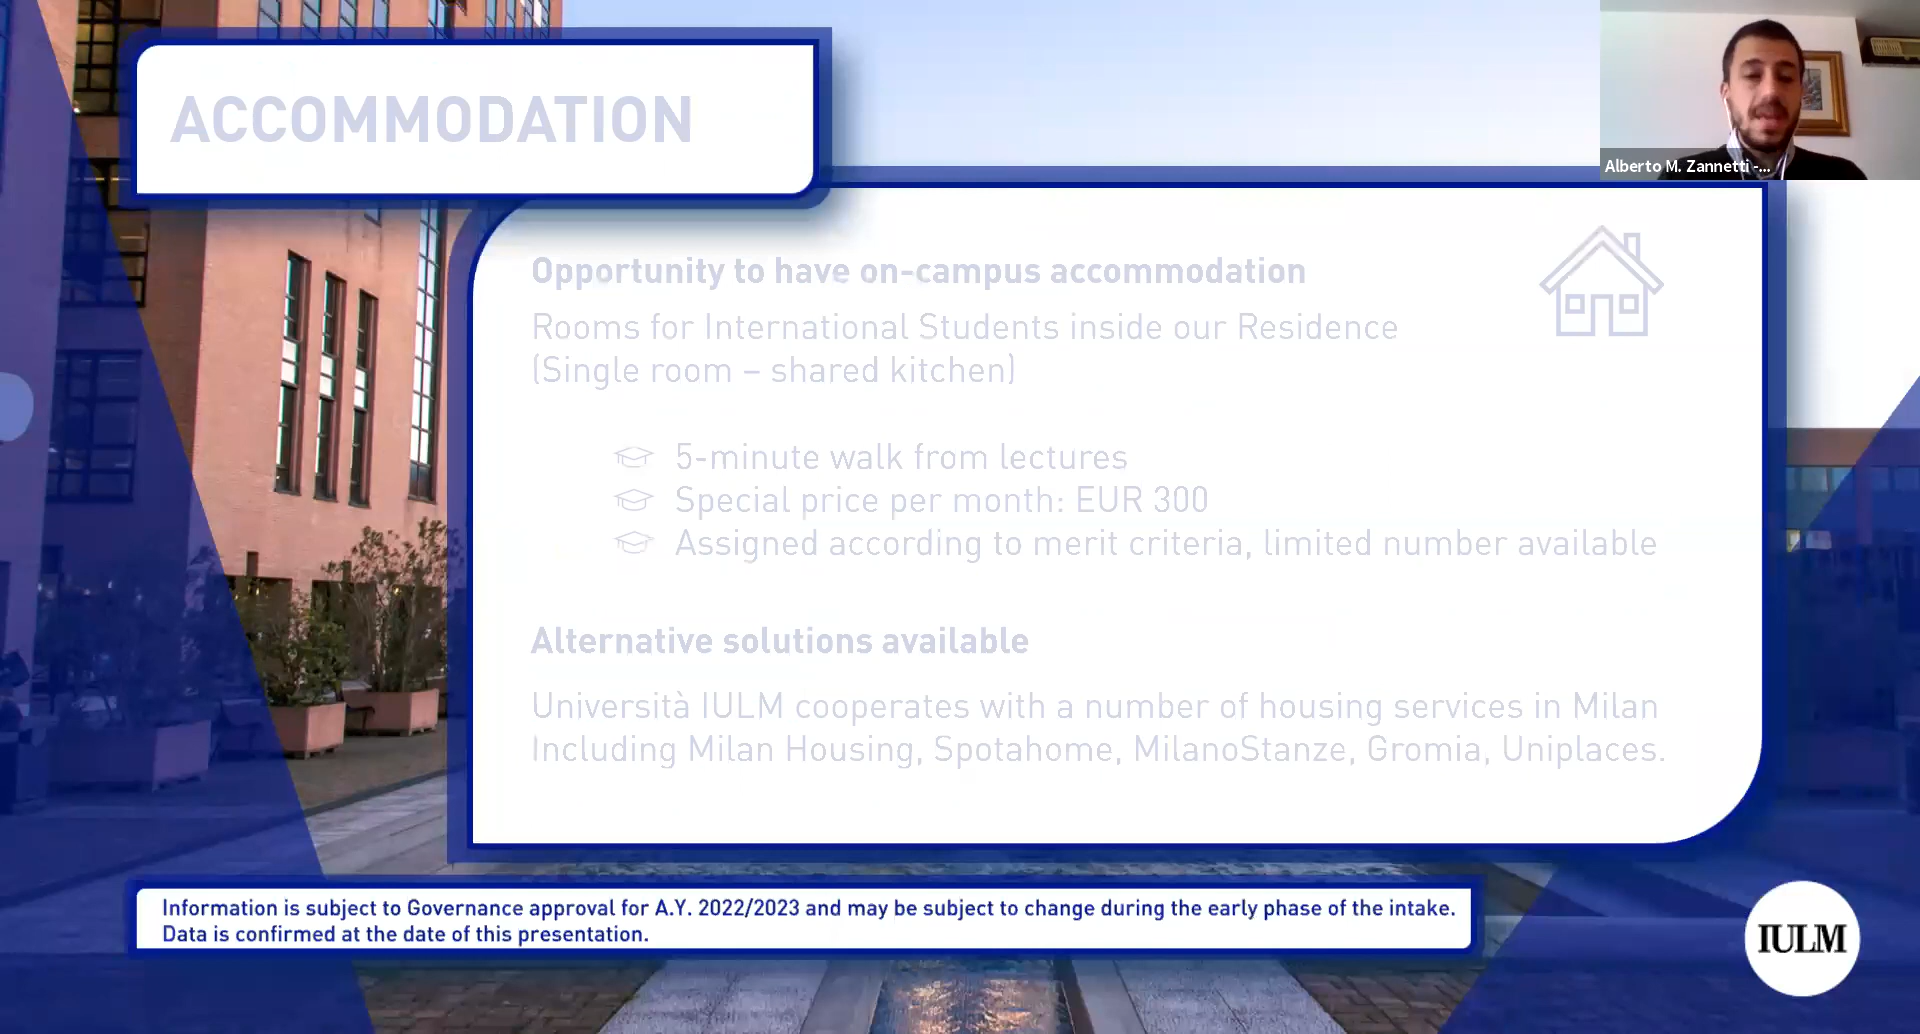 ACCOMMODATION
Alberto M. Zannetti -...
Opportunity to have on-campus accommodation
Rooms for International Students inside our Residence
(Single room – shared kitchen)
5-minute walk from lectures
Special price per month: EUR 300
Assigned according to merit criteria, limited number available
Alternative solutions available
Università IULM cooperates with a number of housing services in Milan
Including Milan Housing, Spotahome, MilanoStanze, Gromia, Uniplaces.
Information is subject to Governance approval for A.Y. 2022/2023 and may be subject to change during the early phase of the intake.
Data is confirmed at the date of this presentation.
IULM